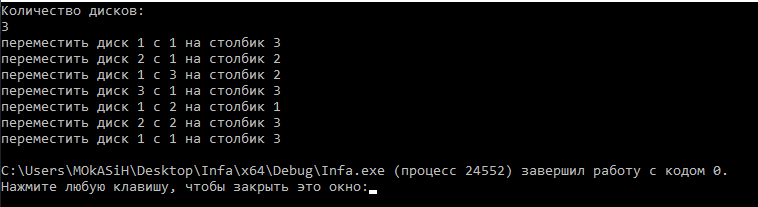 Количество дисков:
3
переместить диск 1 с 1 на столбик 3
переместить диск 2 с 1 на столбик 2
переместить диск 1 с 3 на столбик 2
переместить диск 3 с 1 на столбик 3
переместить диск 1 с 2 на столбик 1
переместить диск 2 с 2 на столбик 3
переместить диск 1 с 1 на столбик 3
C:\Users\MOkASiH\Desktop\Infa\x64\Debug\Infa.exe (процесс 24552) завершил работу с кодом 0.
Нажмите любую клавишу, чтобы закрыть это окно: